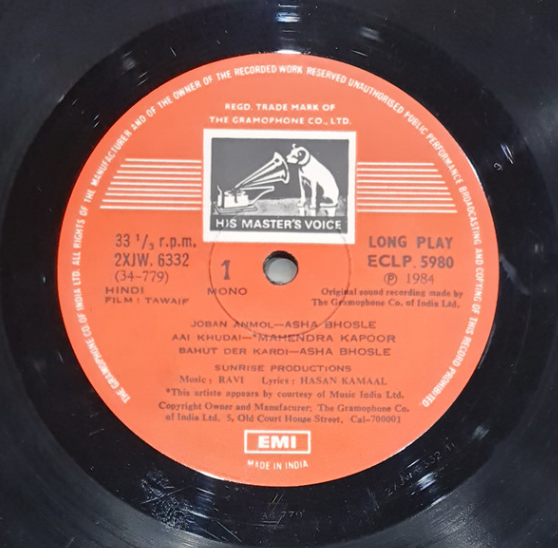 THE GRAMOPHONE CO. OF INDIA LTD. ALL RIGHTS OF THE MANUFACTURER AND OF THE OWNER OF THE RECORDED WORK RESERVED UNAUTHORISED PUBLIC PERFORMANCE BROADCASTING AND COPYING OF THIS RECORD PROHIBITED
REGD. TRADE MARK OF
THE GRAMOPHONE CO., LTD.
HIS MASTER'S VOICE
33 1/3 r.p.m.
2XJW. 6332
(34-779)
HINDI
FILM : TAWAIF
1
MONO
LONG PLAY
ECLP. 5980
Ⓟ 1984
Original sound recording made by
The Gramophone Co. of India Ltd.
JOBAN ANMOL—ASHA BHOSLE
AAI KHUDAI—*MAHENDRA KAPOOR
BAHUT DER KARDI—ASHA BHOSLE
SUNRISE PRODUCTIONS
Music : RAVI Lyrics : HASAN KAMAAL
*This artiste appears by courtesy of Music India Ltd.
Copyright Owner and Manufacurer; The Gramophone Co.
of India Ltd. 5, Old Court House Street, Cal-700001
EMI
MADE IN INDIA